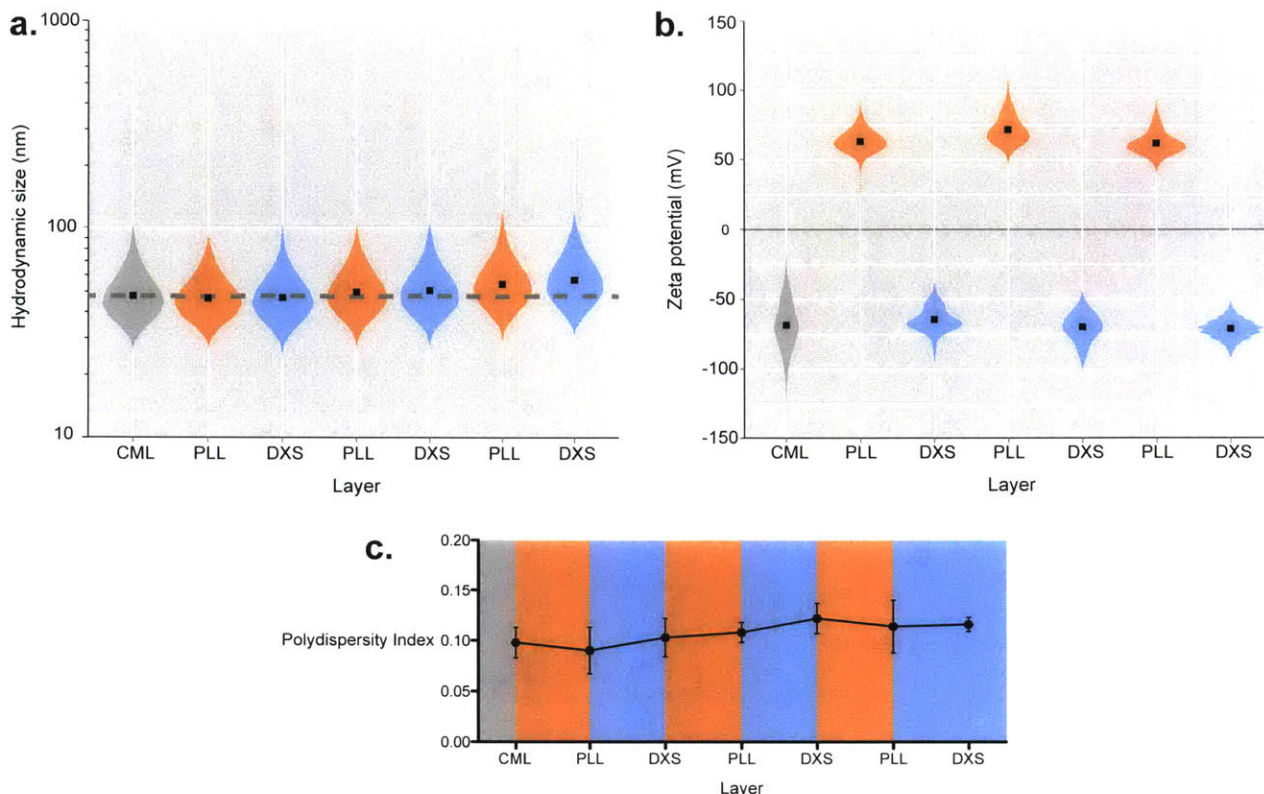 a.
1000
100
10
Hydrodynamic size (nm)
CML PLL DXS PLL DXS PLL DXS
Layer
b.
150
100
50
0
-50
-100
-150
Zeta potential (mV)
CML PLL DXS PLL DXS PLL DXS
Layer
c.
0.20
0.15
0.10
0.05
0.00
Polydispersity Index
CML PLL DXS PLL DXS PLL DXS
Layer